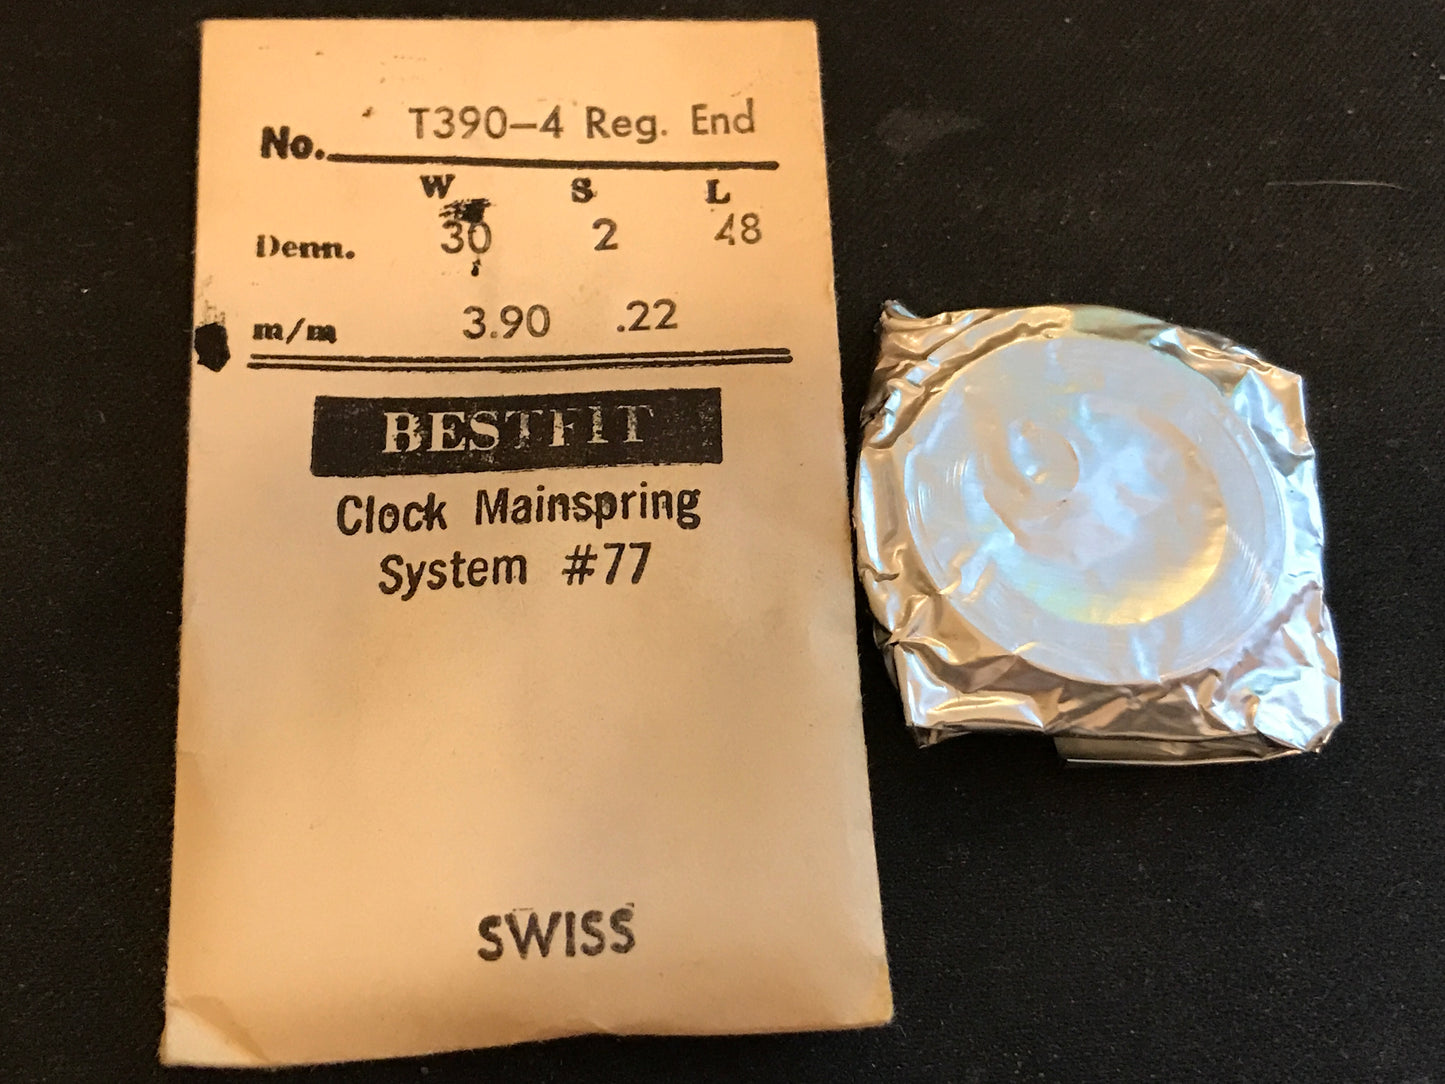 No. T390-4 Reg. End
W S L
Denn. 30 2 48
m/m 3.90 .22
BESTFIT
Clock Mainspring
System #77
SWISS